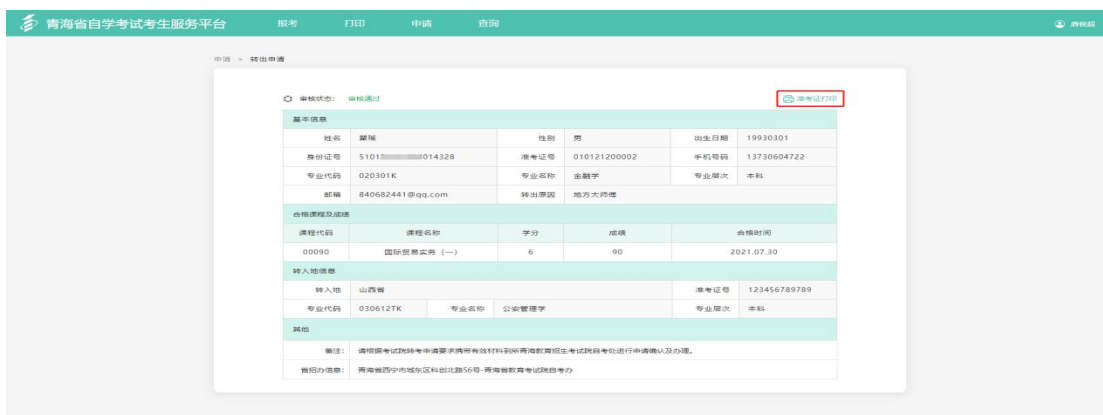 青海省自学考试考生服务平台 报考 打印 申请 查询
申请 > 转出申请
审核状态: 审核通过 准考证打印
基本信息
姓名 性别 男 出生日期 19930301
身份证号 5101 014328 准考证号 010121200002 手机号码 13730604722
专业代码 020301K 专业名称 金融学 专业层次 本科
邮箱 840682441@qq.com 转出原因 地方大师傅
合格课程及成绩
课程代码 课程名称 学分 成绩 合格时间
00090 国际贸易实务 (一) 6 90 2021.07.30
转入地信息
转入地 山西省 准考证号 123456789789
专业代码 030612TK 专业名称 公安管理学 专业层次 本科
其他
备注: 请根据考试院转考申请要求携带有效材料到所青海教育招生考试院自考处进行申请确认及办理。
省招办信息: 青海省西宁市城东区科创北路56号-青海省教育考试院自考办